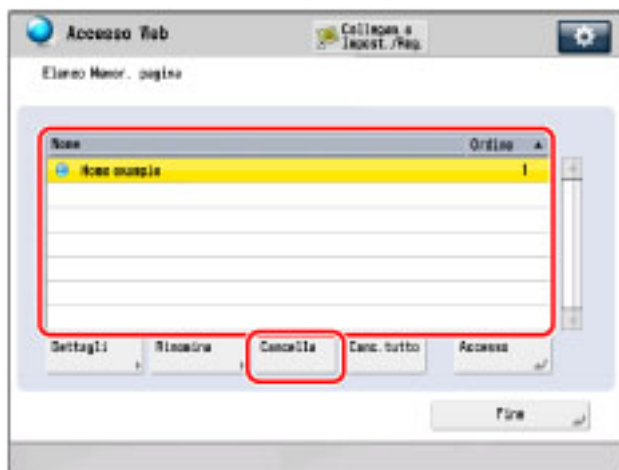 Accesso Web
Collegam.a
Impost./Reg.
Elenco Memor. pagina
Nome Ordine
Home example 1
Dettagli Rinomina Cancella Canc.tutto Accesso
Fine